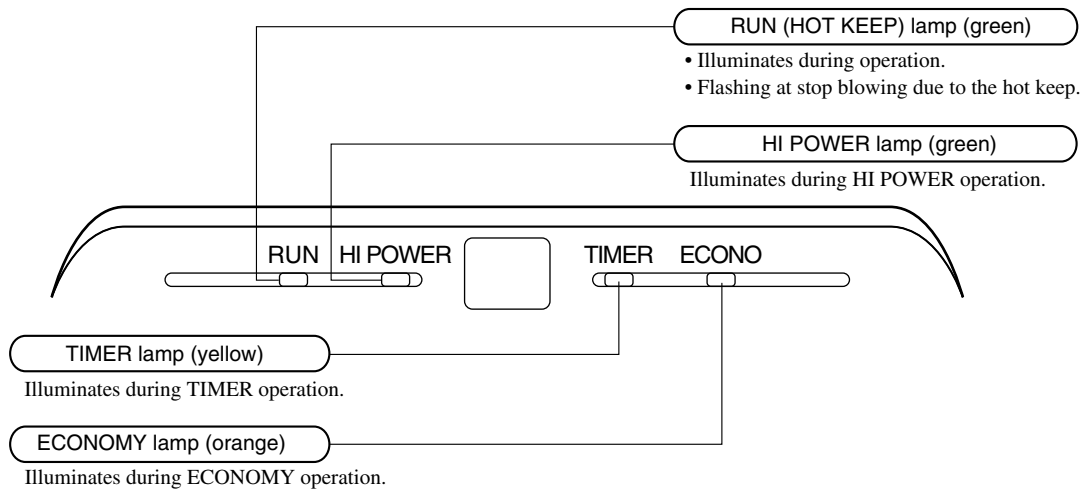 RUN (HOT KEEP) lamp (green)
• Illuminates during operation.
• Flashing at stop blowing due to the hot keep.
HI POWER lamp (green)
Illuminates during HI POWER operation.
RUN HI POWER TIMER ECONO
TIMER lamp (yellow)
Illuminates during TIMER operation.
ECONOMY lamp (orange)
Illuminates during ECONOMY operation.